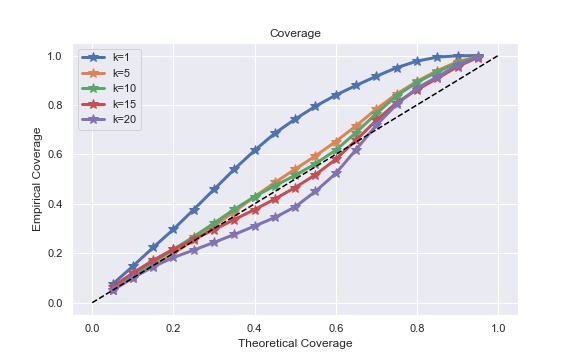 Coverage
k=1
k=5
k=10
k=15
k=20
1.0
0.8
0.6
0.4
0.2
0.0
Empirical Coverage
0.0 0.2 0.4 0.6 0.8 1.0
Theoretical Coverage